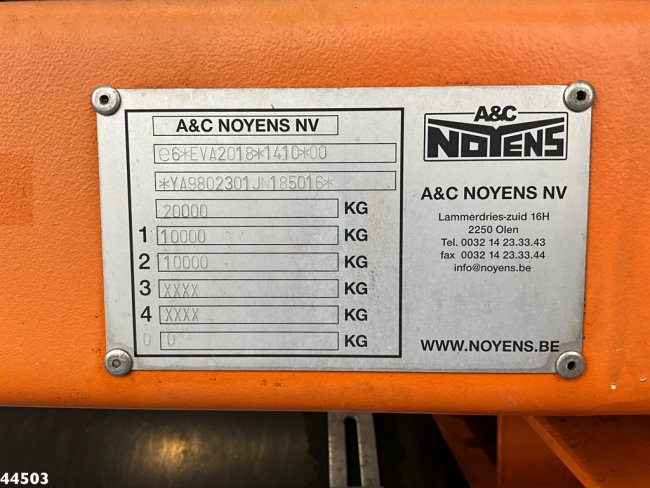 A&C NOYENS NV
e6*EVA2018*1410*00
*YA9802301JN185016*
20000 KG
1 10000 KG
2 10000 KG
3 XXXX KG
4 XXXX KG
0 0 KG
A&C
NOYENS
A&C NOYENS NV
Lammerdries-zuid 16H
2250 Olen
Tel. 0032 14 23.33.43
fax 0032 14 23.33.44
info@noyens.be
WWW.NOYENS.BE
44503